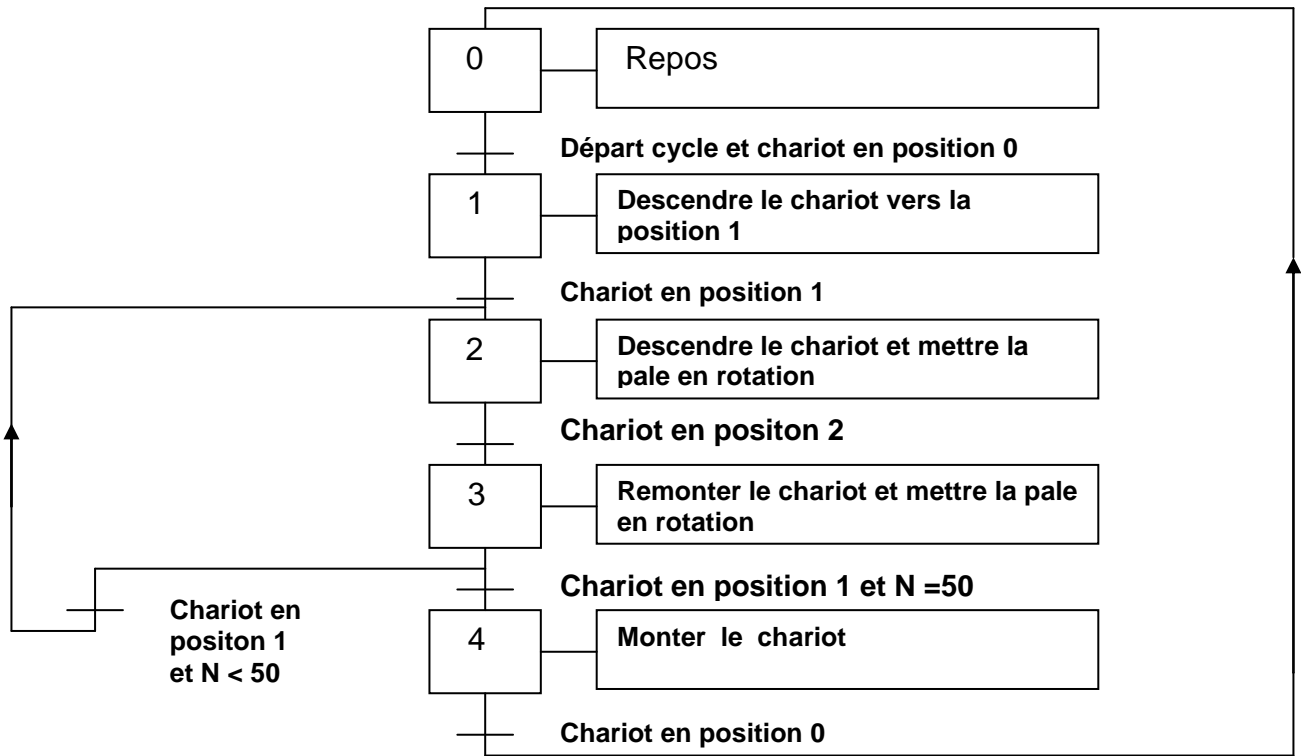 0
Repos
Départ cycle et chariot en position 0
1
Descendre le chariot vers la
position 1
Chariot en position 1
2
Descendre le chariot et mettre la
pale en rotation
Chariot en positon 2
3
Remonter le chariot et mettre la pale
en rotation
Chariot en position 1 et N =50
Chariot en
positon 1
et N < 50
4
Monter le chariot
Chariot en position 0